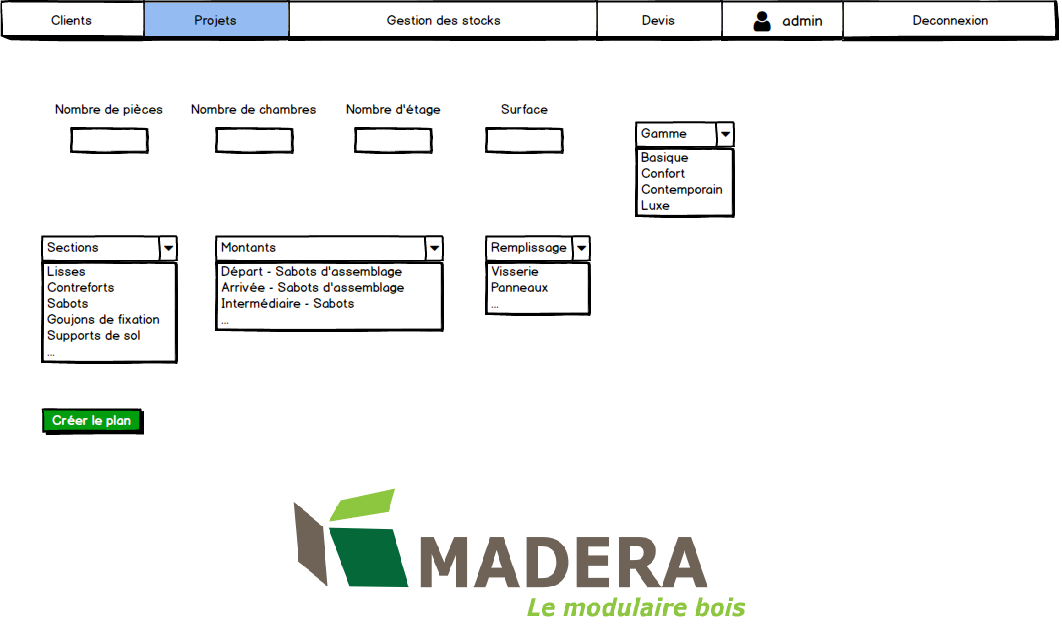 Clients Projets Gestion des stocks Devis admin Deconnexion
Nombre de pièces Nombre de chambres Nombre d'étage Surface
Gamme
Basique
Confort
Contemporain
Luxe
Sections
Lisses
Contreforts
Sabots
Goujons de fixation
Supports de sol
...
Montants
Départ - Sabots d'assemblage
Arrivée - Sabots d'assemblage
Intermédiaire - Sabots
...
Remplissage
Visserie
Panneaux
...
Créer le plan
MADERA
Le modulaire bois